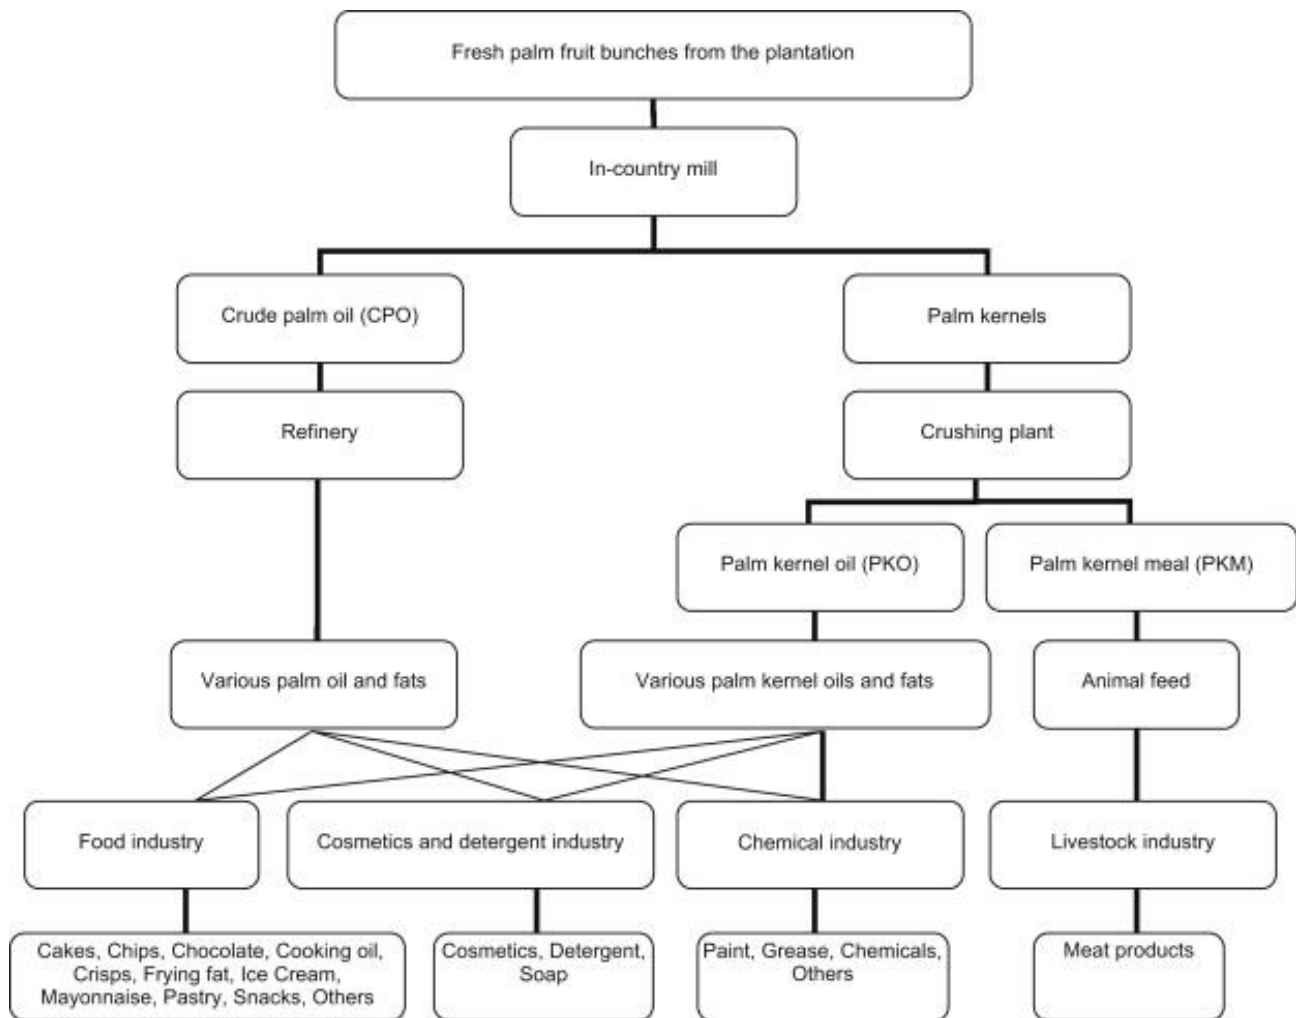 Fresh palm fruit bunches from the plantation
In-country mill
Crude palm oil (CPO)
Palm kernels
Refinery
Crushing plant
Palm kernel oil (PKO)
Palm kernel meal (PKM)
Various palm oil and fats
Various palm kernel oils and fats
Animal feed
Food industry
Cosmetics and detergent industry
Chemical industry
Livestock industry
Cakes, Chips, Chocolate, Cooking oil,
Crisps, Frying fat, Ice Cream,
Mayonnaise, Pastry, Snacks, Others
Cosmetics, Detergent,
Soap
Paint, Grease, Chemicals,
Others
Meat products